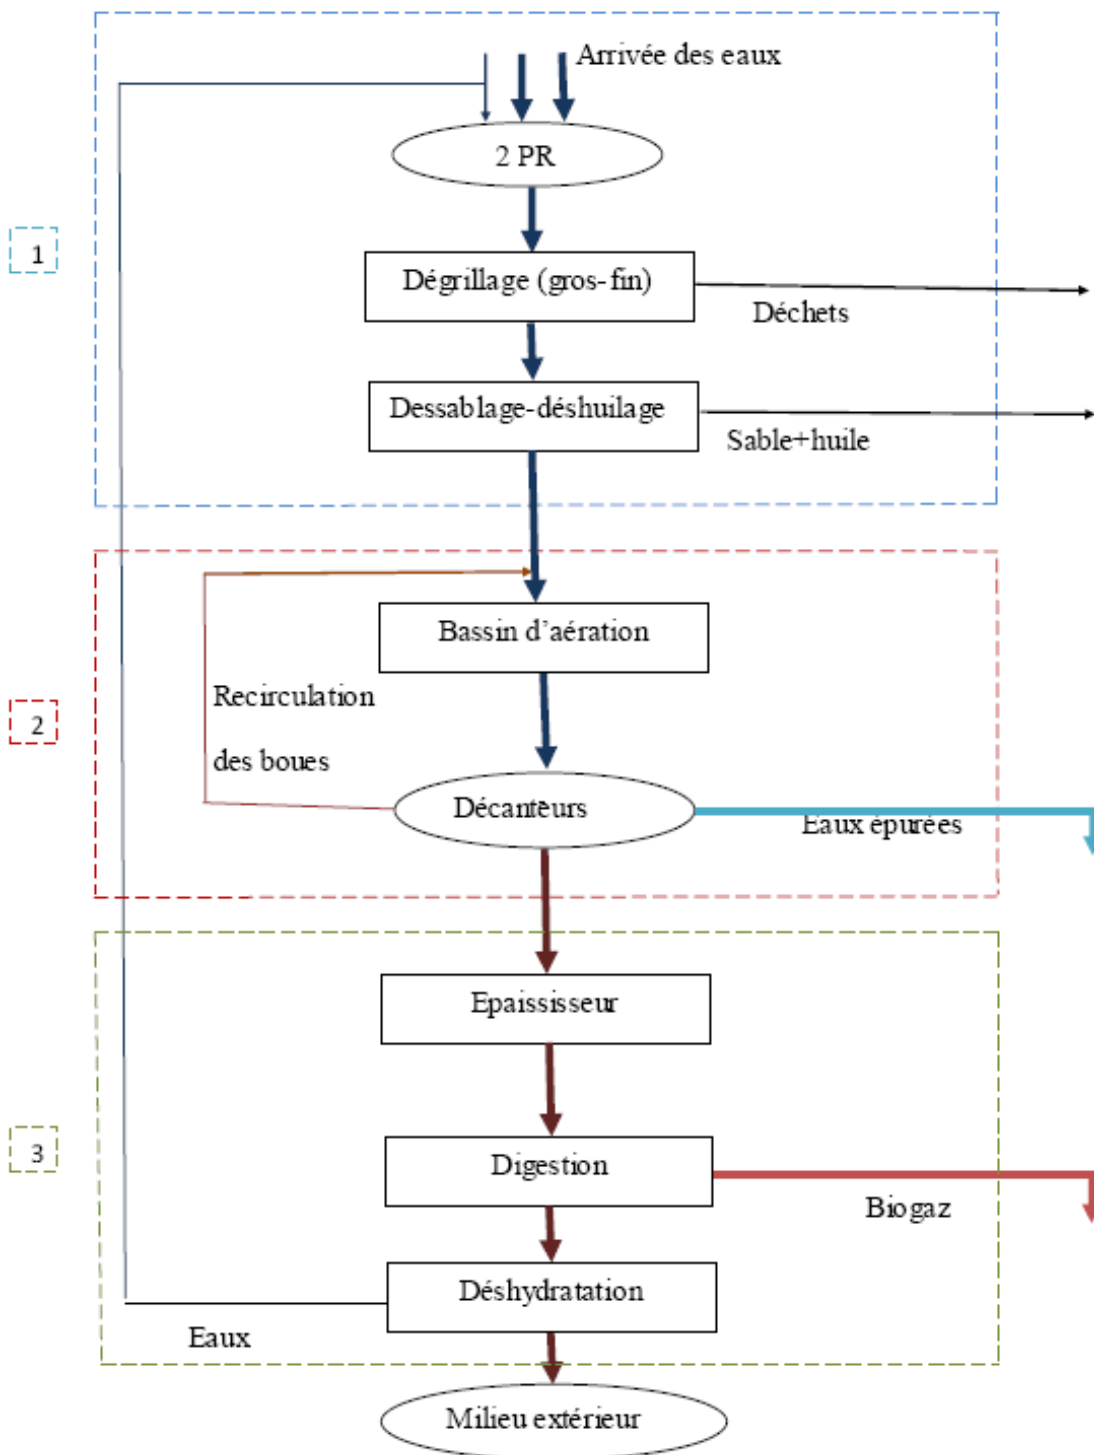 Arrivée des eaux
2 PR
1
Dégrillage (gros-fin)
Déchets
Dessablage-déshuilage
Sable+huile
Bassin d'aération
Recirculation
des boues
2
Décanteurs
Eaux épurées
Epaississeur
3
Digestion
Biogaz
Déshydratation
Eaux
Milieu extérieur